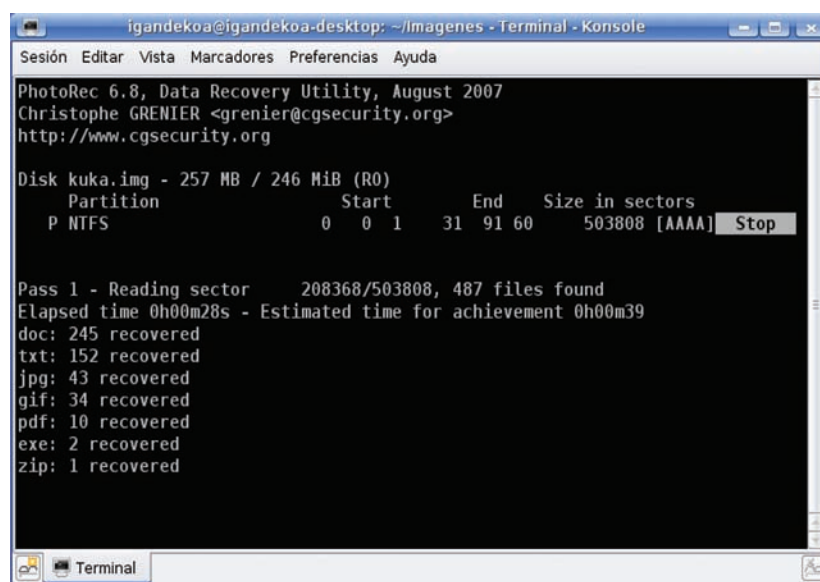 igandekoa@igandekoa-desktop: ~/Imagenes - Terminal - Konsole
Sesión Editar Vista Marcadores Preferencias Ayuda
PhotoRec 6.8, Data Recovery Utility, August 2007
Christophe GRENIER <grenier@cgsecurity.org>
http://www.cgsecurity.org
Disk kuka.img - 257 MB / 246 MiB (RO)
Partition Start End Size in sectors
P NTFS 0 0 1 31 91 60 503808 [AAAA] Stop
Pass 1 - Reading sector 208368/503808, 487 files found
Elapsed time 0h00m28s - Estimated time for achievement 0h00m39
doc: 245 recovered
txt: 152 recovered
jpg: 43 recovered
gif: 34 recovered
pdf: 10 recovered
exe: 2 recovered
zip: 1 recovered
Terminal